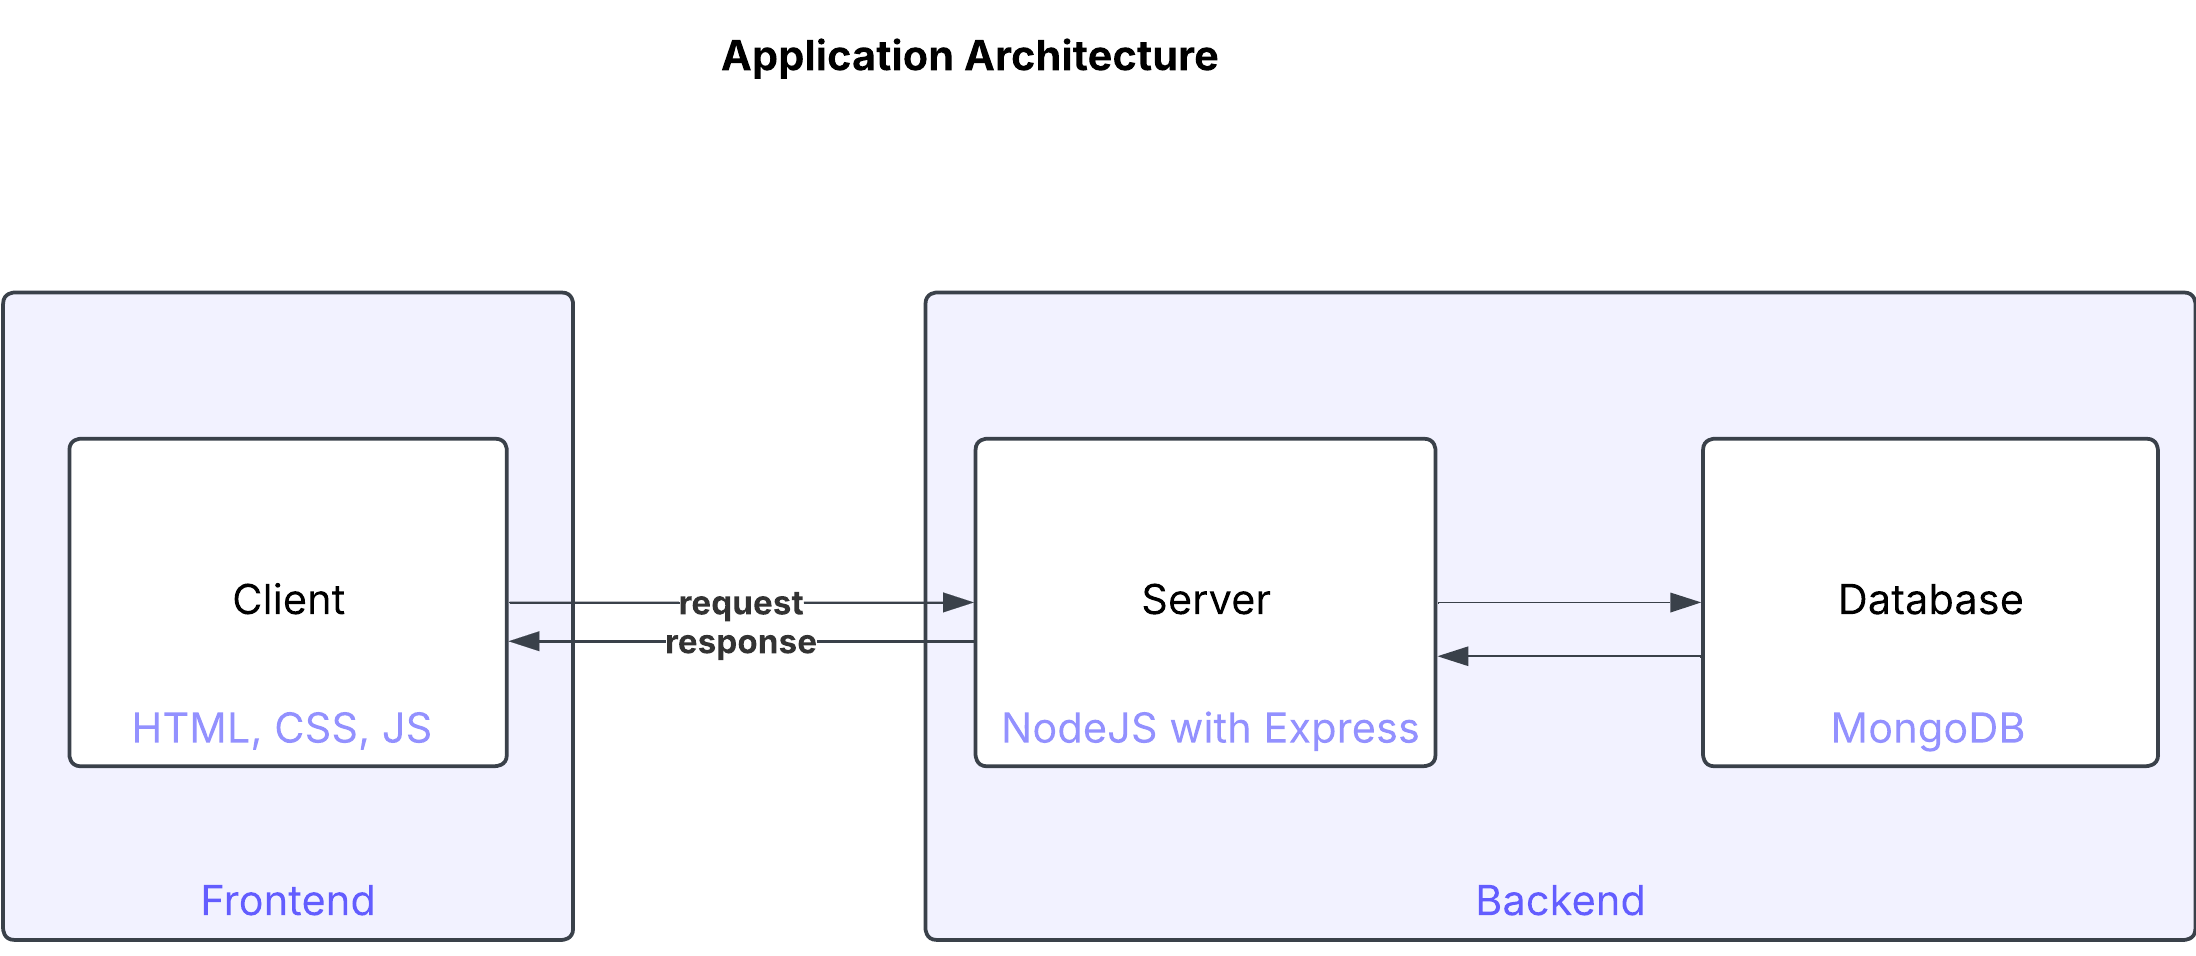 Application Architecture
Client
request
response
Server
Database
HTML, CSS, JS
NodeJS with Express
MongoDB
Frontend
Backend